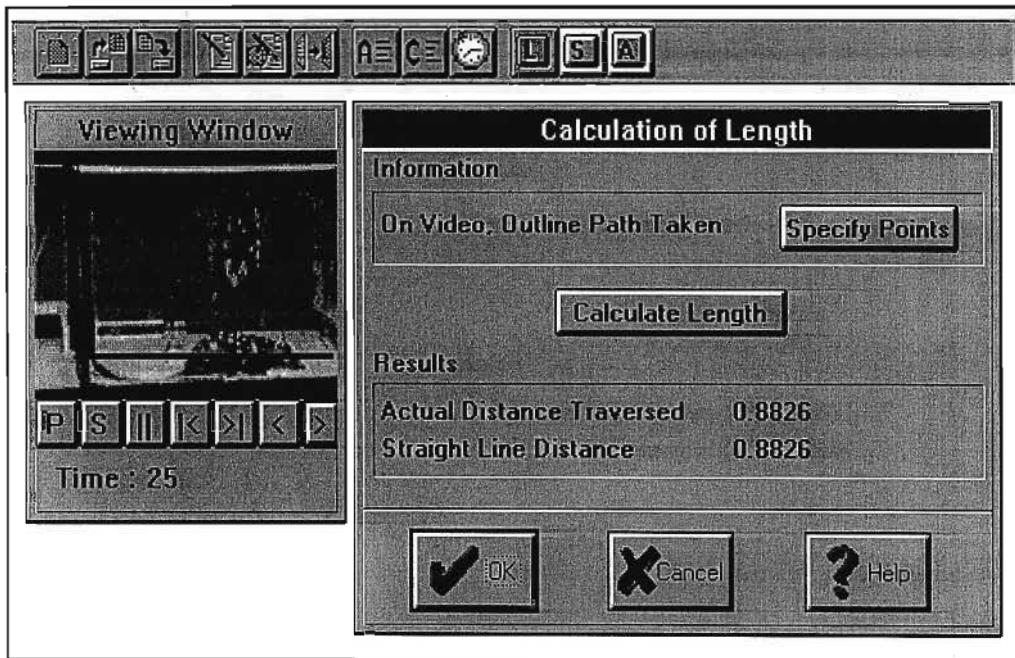 A C L S A
Viewing Window
P S || |< >| < >
Time : 25
Calculation of Length
Information
On Video, Outline Path Taken Specify Points
Calculate Length
Results
Actual Distance Traversed 0.8826
Straight Line Distance 0.8826
OK Cancel ? Help